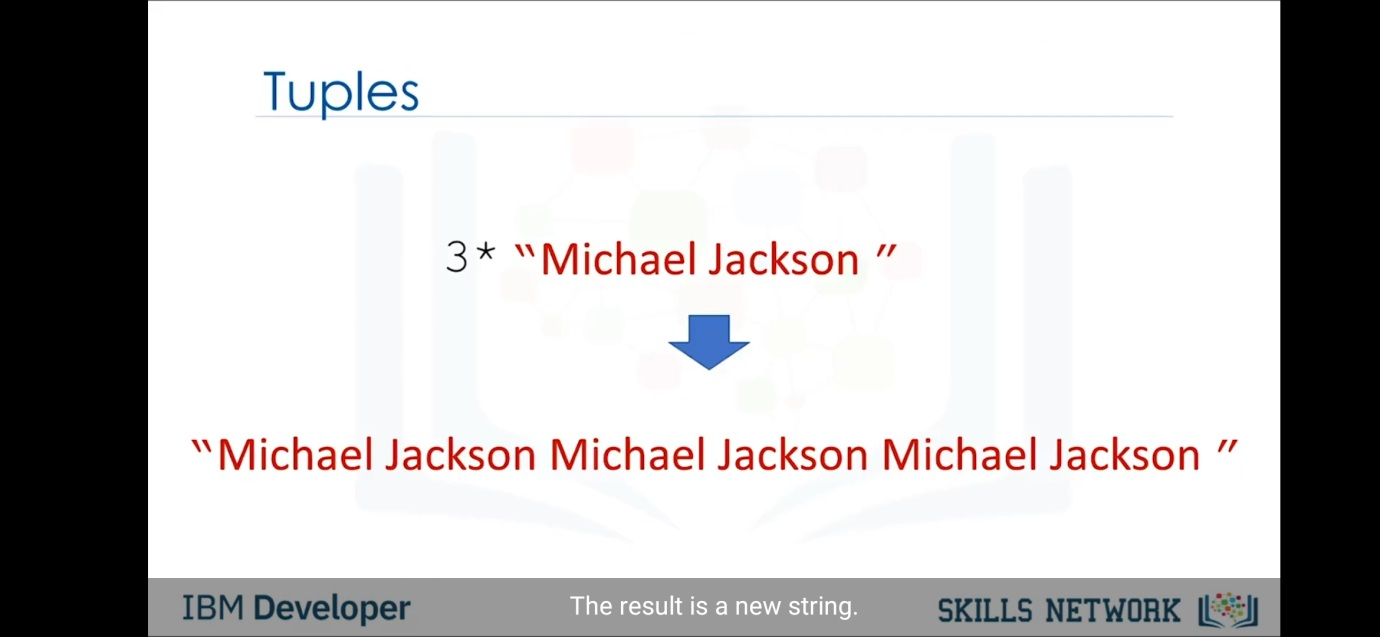 Tuples
3* “Michael Jackson ”
“Michael Jackson Michael Jackson Michael Jackson ”
IBM Developer
The result is a new string.
SKILLS NETWORK